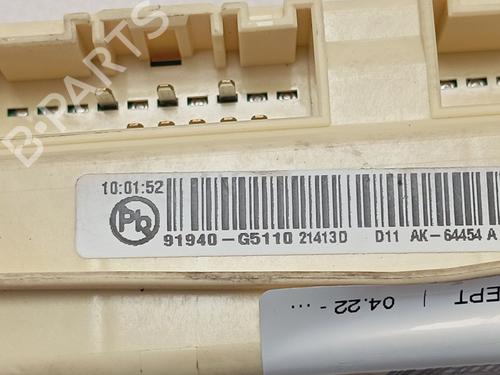 B-PARTS
10:01:52
Pb
91940-G5110 21413D D11 AK-64454 A
EPT | 04.22 - ...